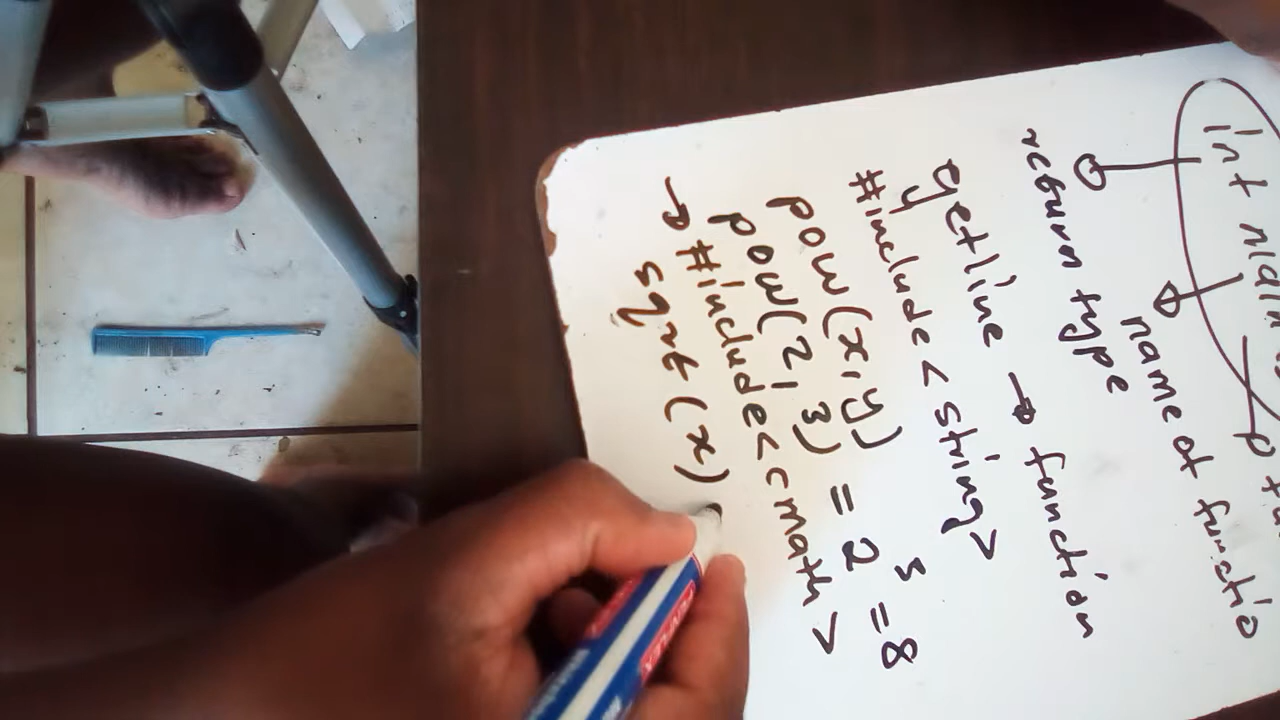 int main
return type
name of functio
getline → function
#include <string>
pow(x,y)
pow(2,3) = 2³ = 8
→ #include<cmath>
sqrt(x)